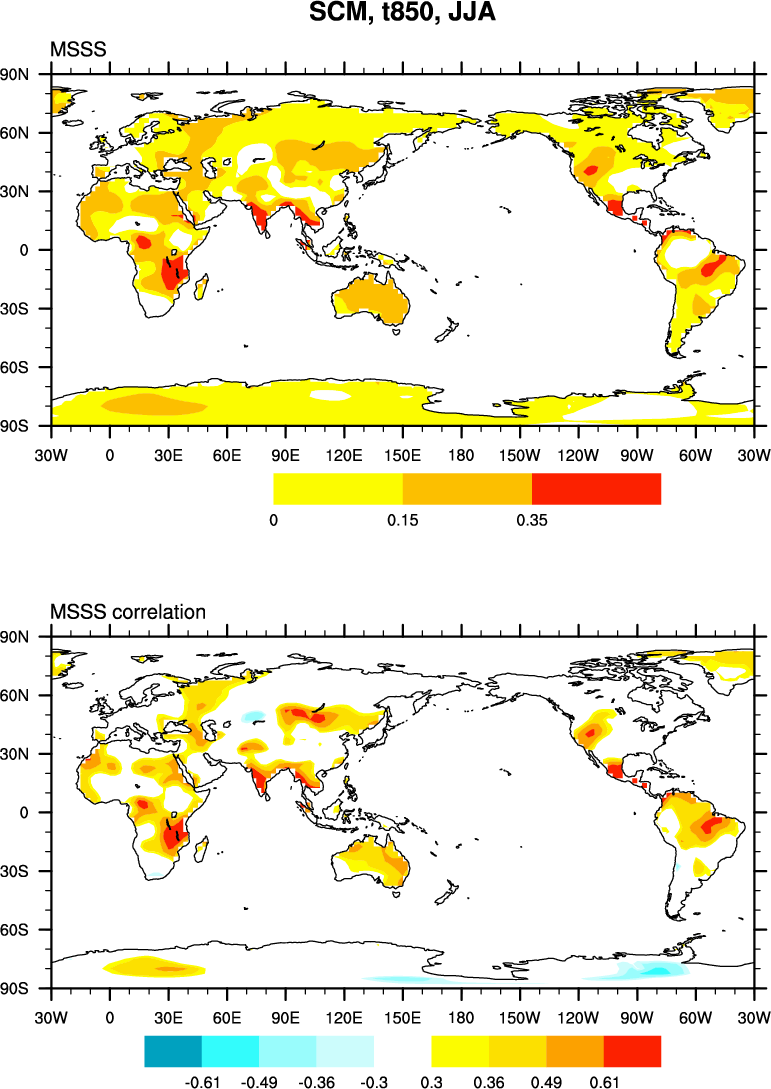 SCM, t850, JJA
MSSS
90N
60N
30N
0
30S
60S
90S
30W 0 30E 60E 90E 120E 150E 180 150W 120W 90W 60W 30W
0 0.15 0.35
MSSS correlation
90N
60N
30N
0
30S
60S
90S
30W 0 30E 60E 90E 120E 150E 180 150W 120W 90W 60W 30W
-0.61 -0.49 -0.36 -0.3 0.3 0.36 0.49 0.61